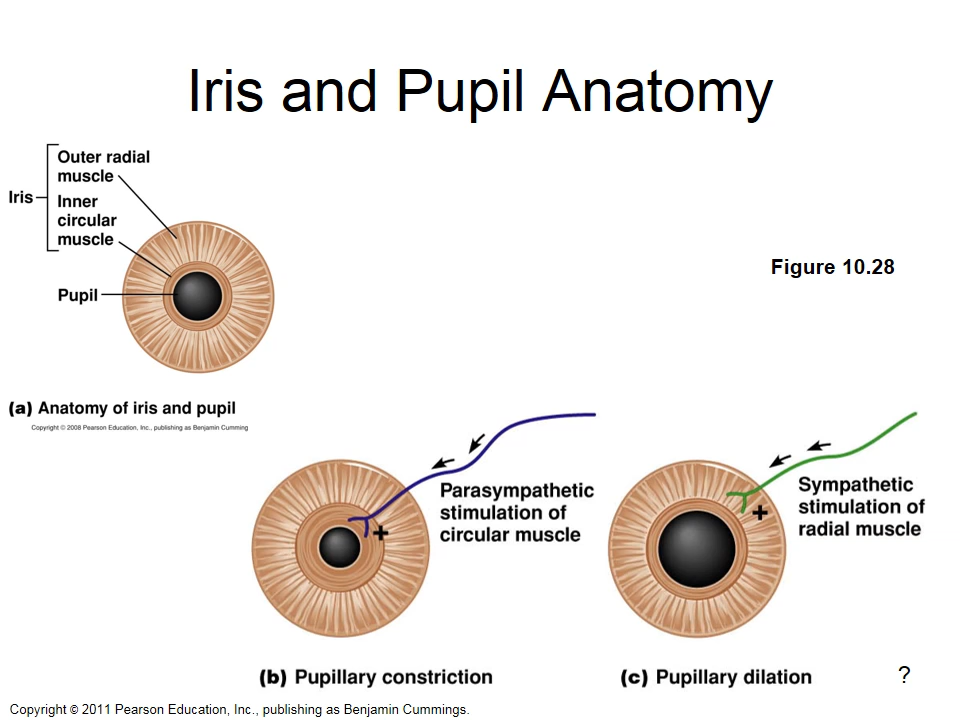 Iris and Pupil Anatomy
Outer radial
muscle
Iris
Inner
circular
muscle
Pupil
Figure 10.28
(a) Anatomy of iris and pupil
Copyright © 2008 Pearson Education, Inc., publishing as Benjamin Cumming
Parasympathetic
stimulation of
circular muscle
+
Sympathetic
stimulation of
radial muscle
+
(b) Pupillary constriction
(c) Pupillary dilation
?
Copyright © 2011 Pearson Education, Inc., publishing as Benjamin Cummings.